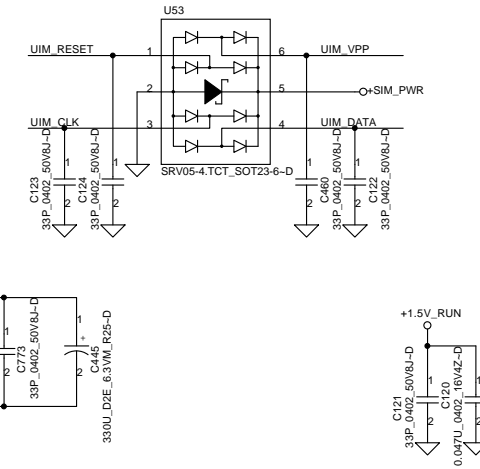 U53
UIM_RESET
1
6
UIM_VPP
2
5
+SIM_PWR
UIM_CLK
3
4
UIM_DATA
SRV05-4.TCT_SOT23-6~D
1
2
C123
33P_0402_50V8J~D
1
2
C124
33P_0402_50V8J~D
1
2
C460
33P_0402_50V8J~D
1
2
C122
33P_0402_50V8J~D
1
2
C773
33P_0402_50V8J~D
1
+
2
C445
330U_D2E_6.3VM_R25~D
+1.5V_RUN
1
2
C121
33P_0402_50V8J~D
1
2
C120
0.047U_0402_16V4Z~D